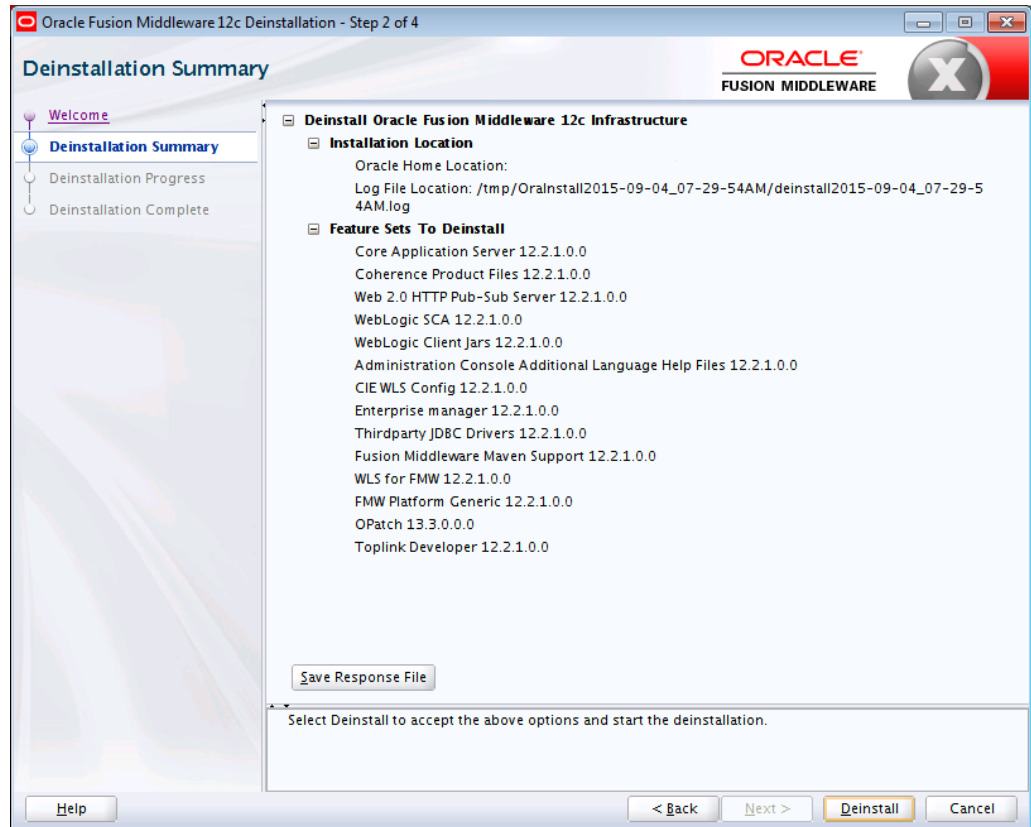 Oracle Fusion Middleware 12c Deinstallation - Step 2 of 4
Deinstallation Summary
ORACLE
FUSION MIDDLEWARE
Welcome
Deinstallation Summary
Deinstallation Progress
Deinstallation Complete
Deinstall Oracle Fusion Middleware 12c Infrastructure
Installation Location
Oracle Home Location:
Log File Location: /tmp/OraInstall2015-09-04_07-29-54AM/deinstall2015-09-04_07-29-5
4AM.log
Feature Sets To Deinstall
Core Application Server 12.2.1.0.0
Coherence Product Files 12.2.1.0.0
Web 2.0 HTTP Pub-Sub Server 12.2.1.0.0
WebLogic SCA 12.2.1.0.0
WebLogic Client Jars 12.2.1.0.0
Administration Console Additional Language Help Files 12.2.1.0.0
CIE WLS Config 12.2.1.0.0
Enterprise manager 12.2.1.0.0
Thirdparty JDBC Drivers 12.2.1.0.0
Fusion Middleware Maven Support 12.2.1.0.0
WLS for FMW 12.2.1.0.0
FMW Platform Generic 12.2.1.0.0
OPatch 13.3.0.0.0
Toplink Developer 12.2.1.0.0
Save Response File
Select Deinstall to accept the above options and start the deinstallation.
Help
< Back
Next >
Deinstall
Cancel